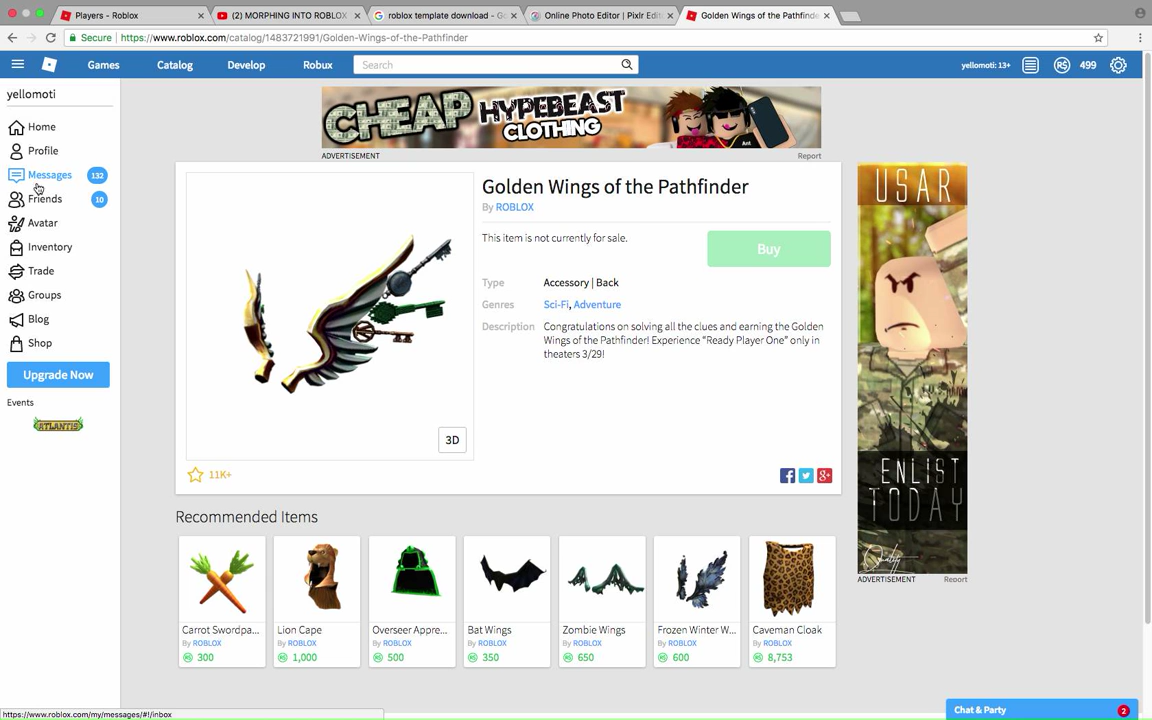 Players - Roblox
(2) MORPHING INTO ROBLOX
roblox template download - G
Online Photo Editor | Pixlr Edit
Golden Wings of the Pathfinde
Secure
https://www.roblox.com/catalog/1483721991/Golden-Wings-of-the-Pathfinder
Games
Catalog
Develop
Robux
Search
yellomoti: 13+
R$
499
yellomoti
Home
Profile
Messages
132
Friends
10
Avatar
Inventory
Trade
Groups
Blog
Shop
Upgrade Now
Events
ATLANTIS
CHEAP HYPEBEAST
CLOTHING
Ant
ADVERTISEMENT
Report
Golden Wings of the Pathfinder
By ROBLOX
This item is not currently for sale.
Buy
Type
Accessory | Back
Genres
Sci-Fi, Adventure
Description
Congratulations on solving all the clues and earning the Golden
Wings of the Pathfinder! Experience "Ready Player One" only in
theaters 3/29!
3D
11K+
USAR
ENLIST
TODAY
ADVERTISEMENT
Report
Recommended Items
Carrot Swordpa...
By ROBLOX
R$ 300
Lion Cape
By ROBLOX
R$ 1,000
Overseer Appre...
By ROBLOX
R$ 500
Bat Wings
By ROBLOX
R$ 350
Zombie Wings
By ROBLOX
R$ 650
Frozen Winter W...
By ROBLOX
R$ 600
Caveman Cloak
By ROBLOX
R$ 8,753
https://www.roblox.com/my/messages/#!/inbox
Chat & Party
2